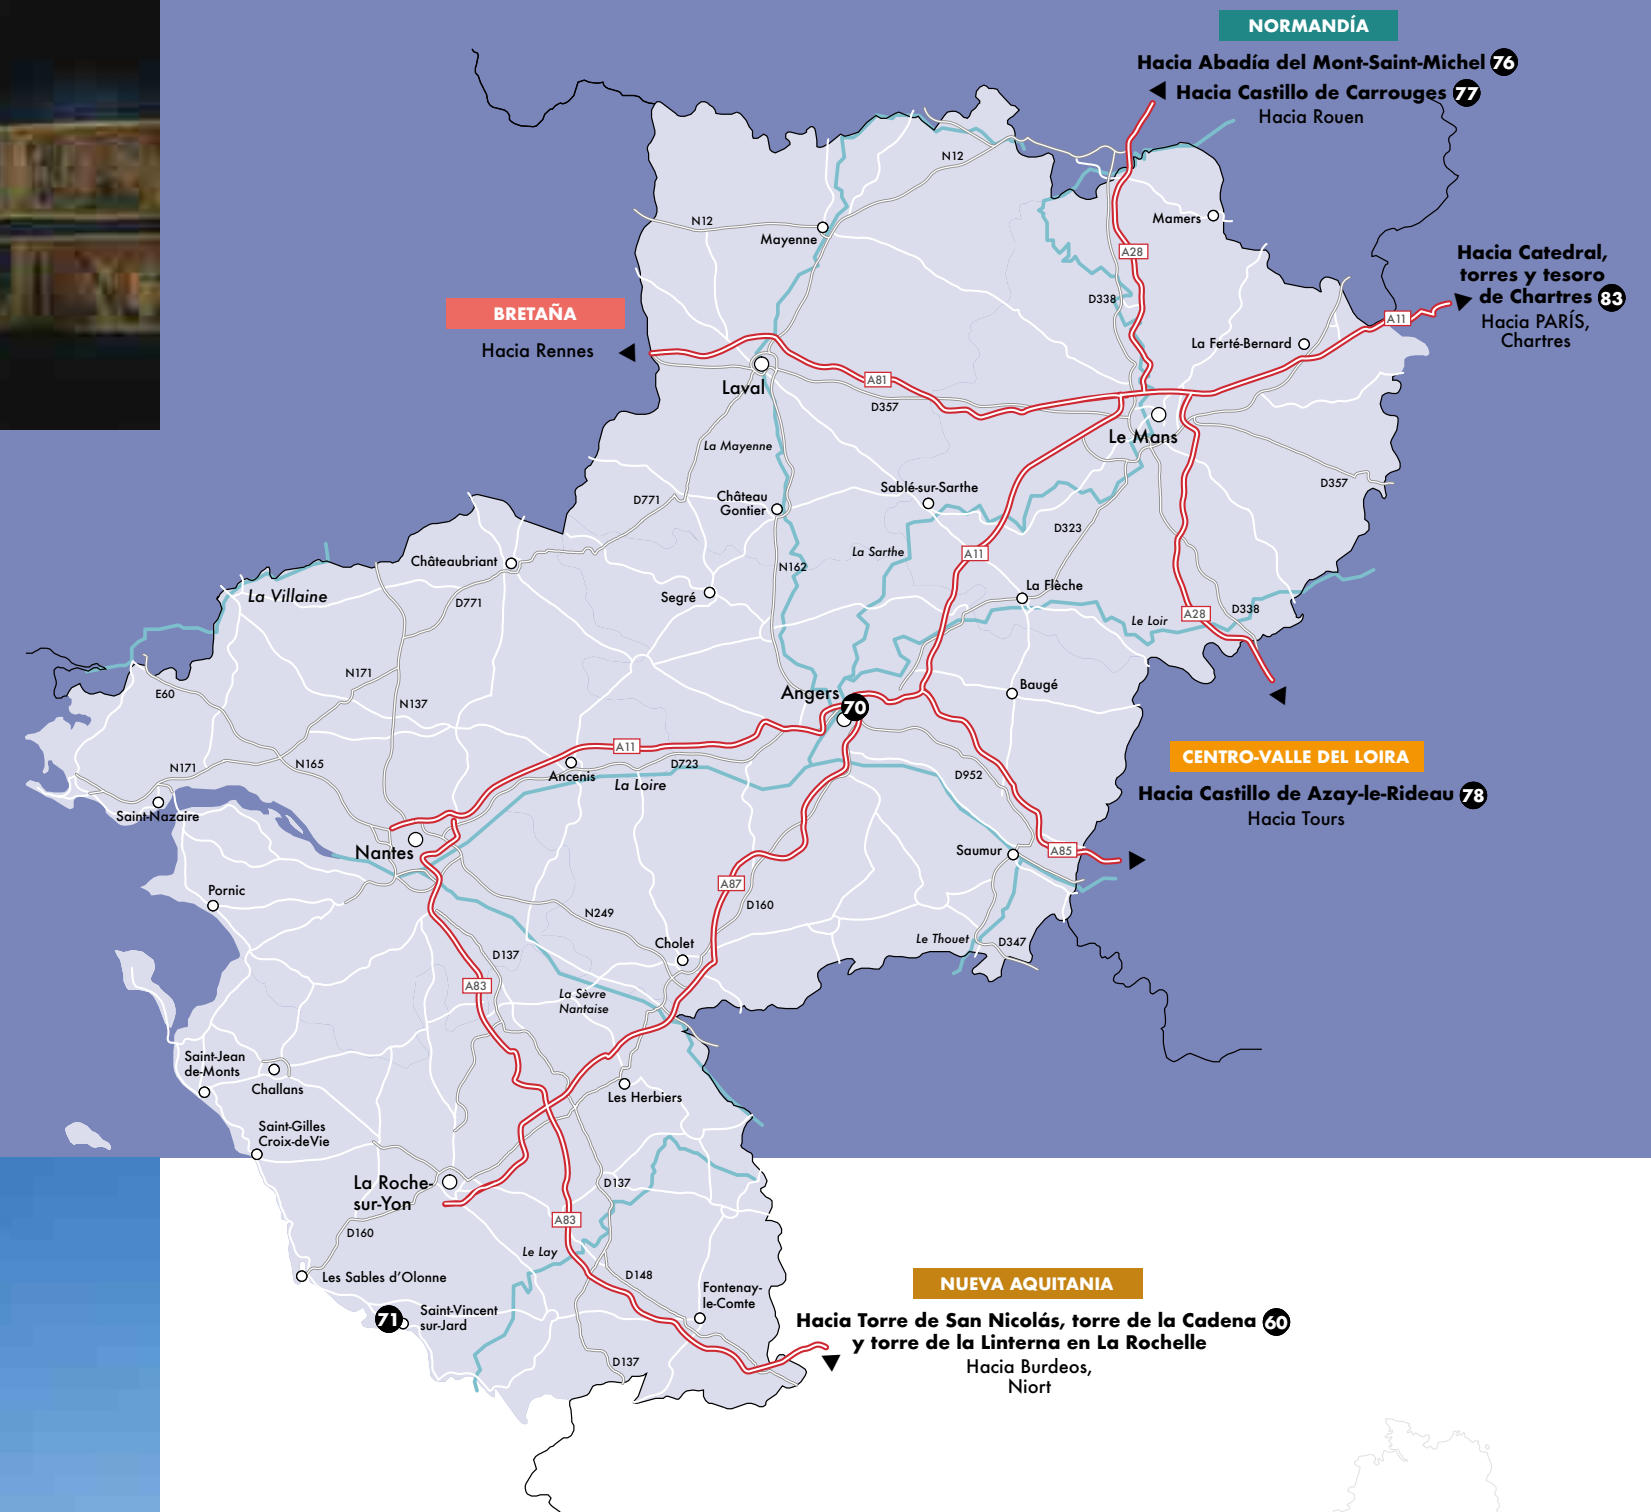 NORMANDÍA
Hacia Abadía del Mont-Saint-Michel 76
Hacia Castillo de Carrouges 77
Hacia Rouen
N12
N12
Mayenne
Mamers
A28
D338
Hacia Catedral,
torres y tesoro
de Chartres 83
Hacia PARÍS,
Chartres
A11
BRETAÑA
Hacia Rennes
La Ferté-Bernard
Laval
A81
D357
Le Mans
La Mayenne
D357
D771
Château
Gontier
Sablé-sur-Sarthe
D323
La Sarthe
A11
Châteaubriant
N162
La Villaine
D771
Segré
La Flèche
Le Loir
A28
D338
N171
E60
N137
Angers
70
Baugé
A11
N165
N171
Ancenis
D723
La Loire
D952
CENTRO-VALLE DEL LOIRA
Hacia Castillo de Azay-le-Rideau 78
Hacia Tours
Saint-Nazaire
Nantes
Saumur
A85
Pornic
A87
D160
N249
Cholet
Le Thouet
D347
D137
A83
La Sèvre
Nantaise
Saint-Jean
de-Monts
Challans
Les Herbiers
Saint-Gilles
Croix-deVie
La Roche-
sur-Yon
D137
D160
A83
Le Lay
Les Sables d’Olonne
D148
Fontenay-
le-Comte
71
Saint-Vincent
sur-Jard
D137
NUEVA AQUITANIA
Hacia Torre de San Nicolás, torre de la Cadena 60
y torre de la Linterna en La Rochelle
Hacia Burdeos,
Niort